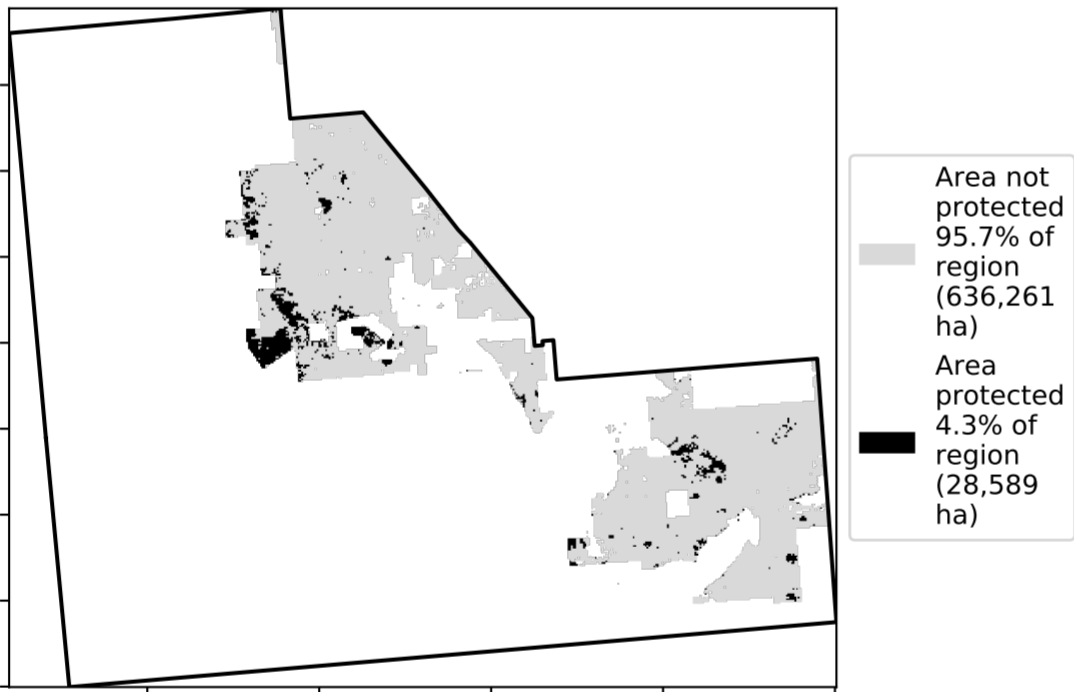 Area not
protected
95.7% of
region
(636,261
ha)
Area
protected
4.3% of
region
(28,589
ha)